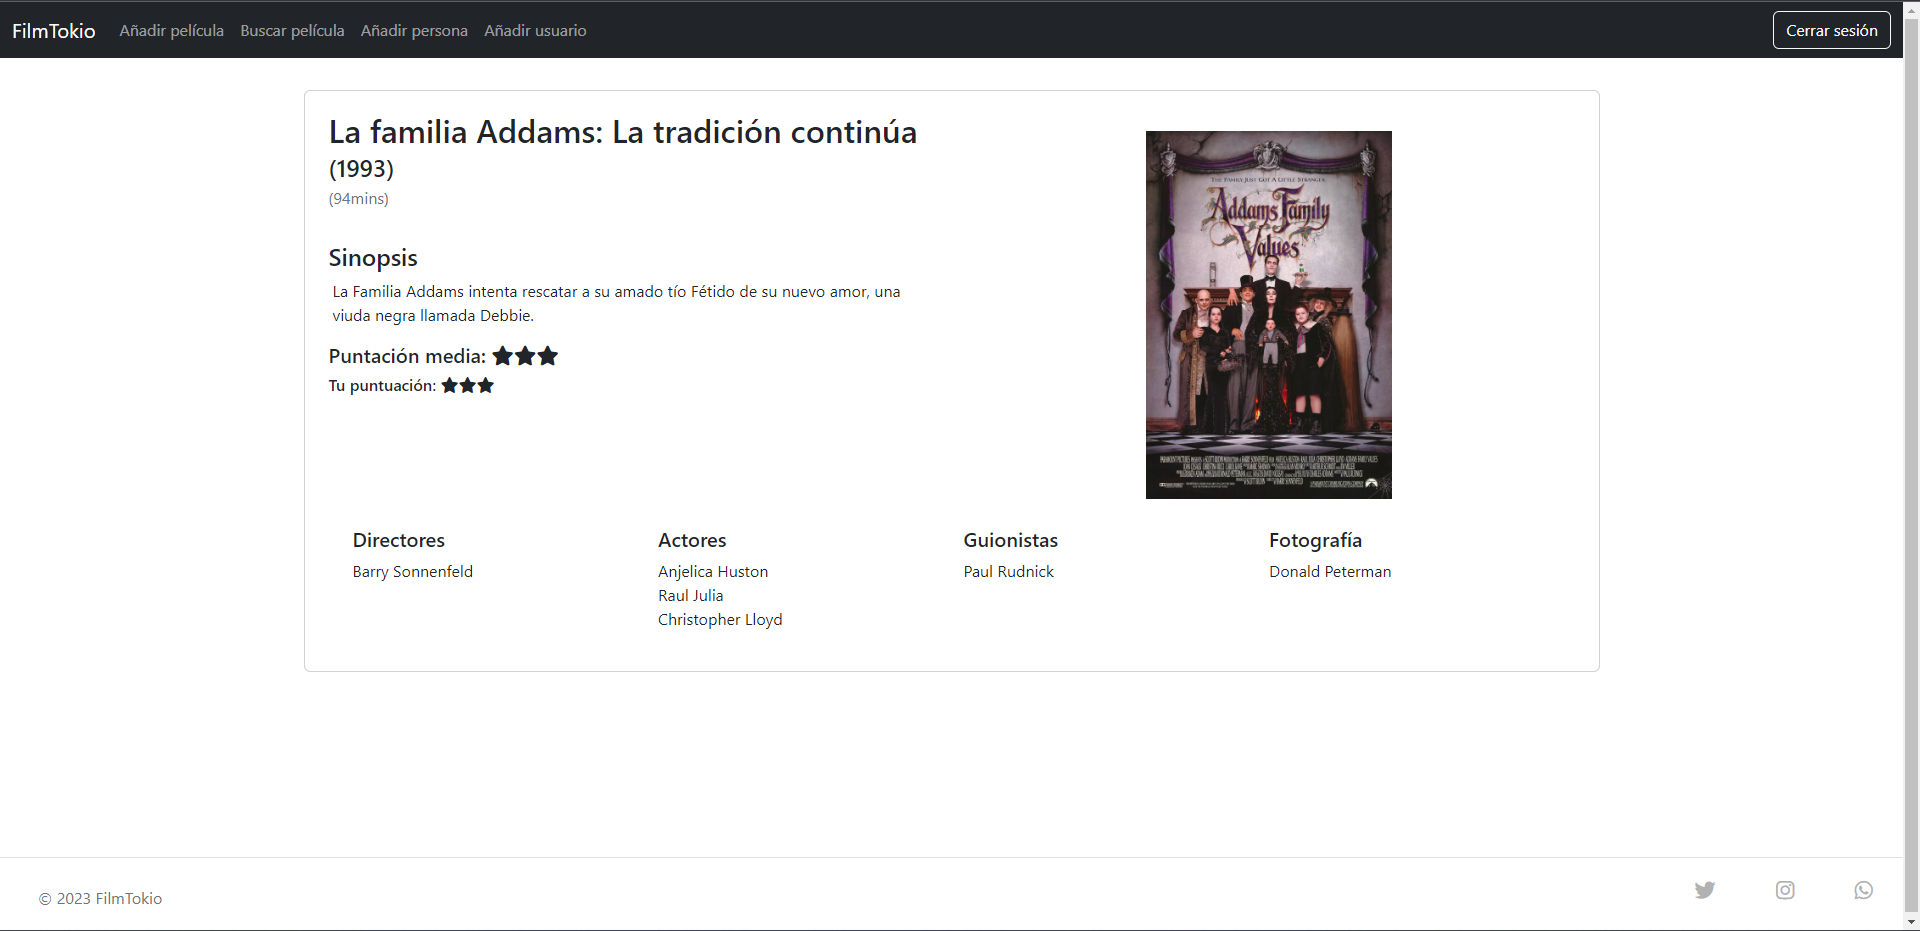 FilmTokio Añadir película Buscar película Añadir persona Añadir usuario Cerrar sesión
La familia Addams: La tradición continúa
(1993)
(94mins)
Sinopsis
La Familia Addams intenta rescatar a su amado tío Fétido de su nuevo amor, una
viuda negra llamada Debbie.
Puntación media:
Tu puntuación:
THE FAMILY JUST GOT A LITTLE STRANGER.
Addams Family
Values
Directores
Barry Sonnenfeld
Actores
Anjelica Huston
Raul Julia
Christopher Lloyd
Guionistas
Paul Rudnick
Fotografía
Donald Peterman
© 2023 FilmTokio